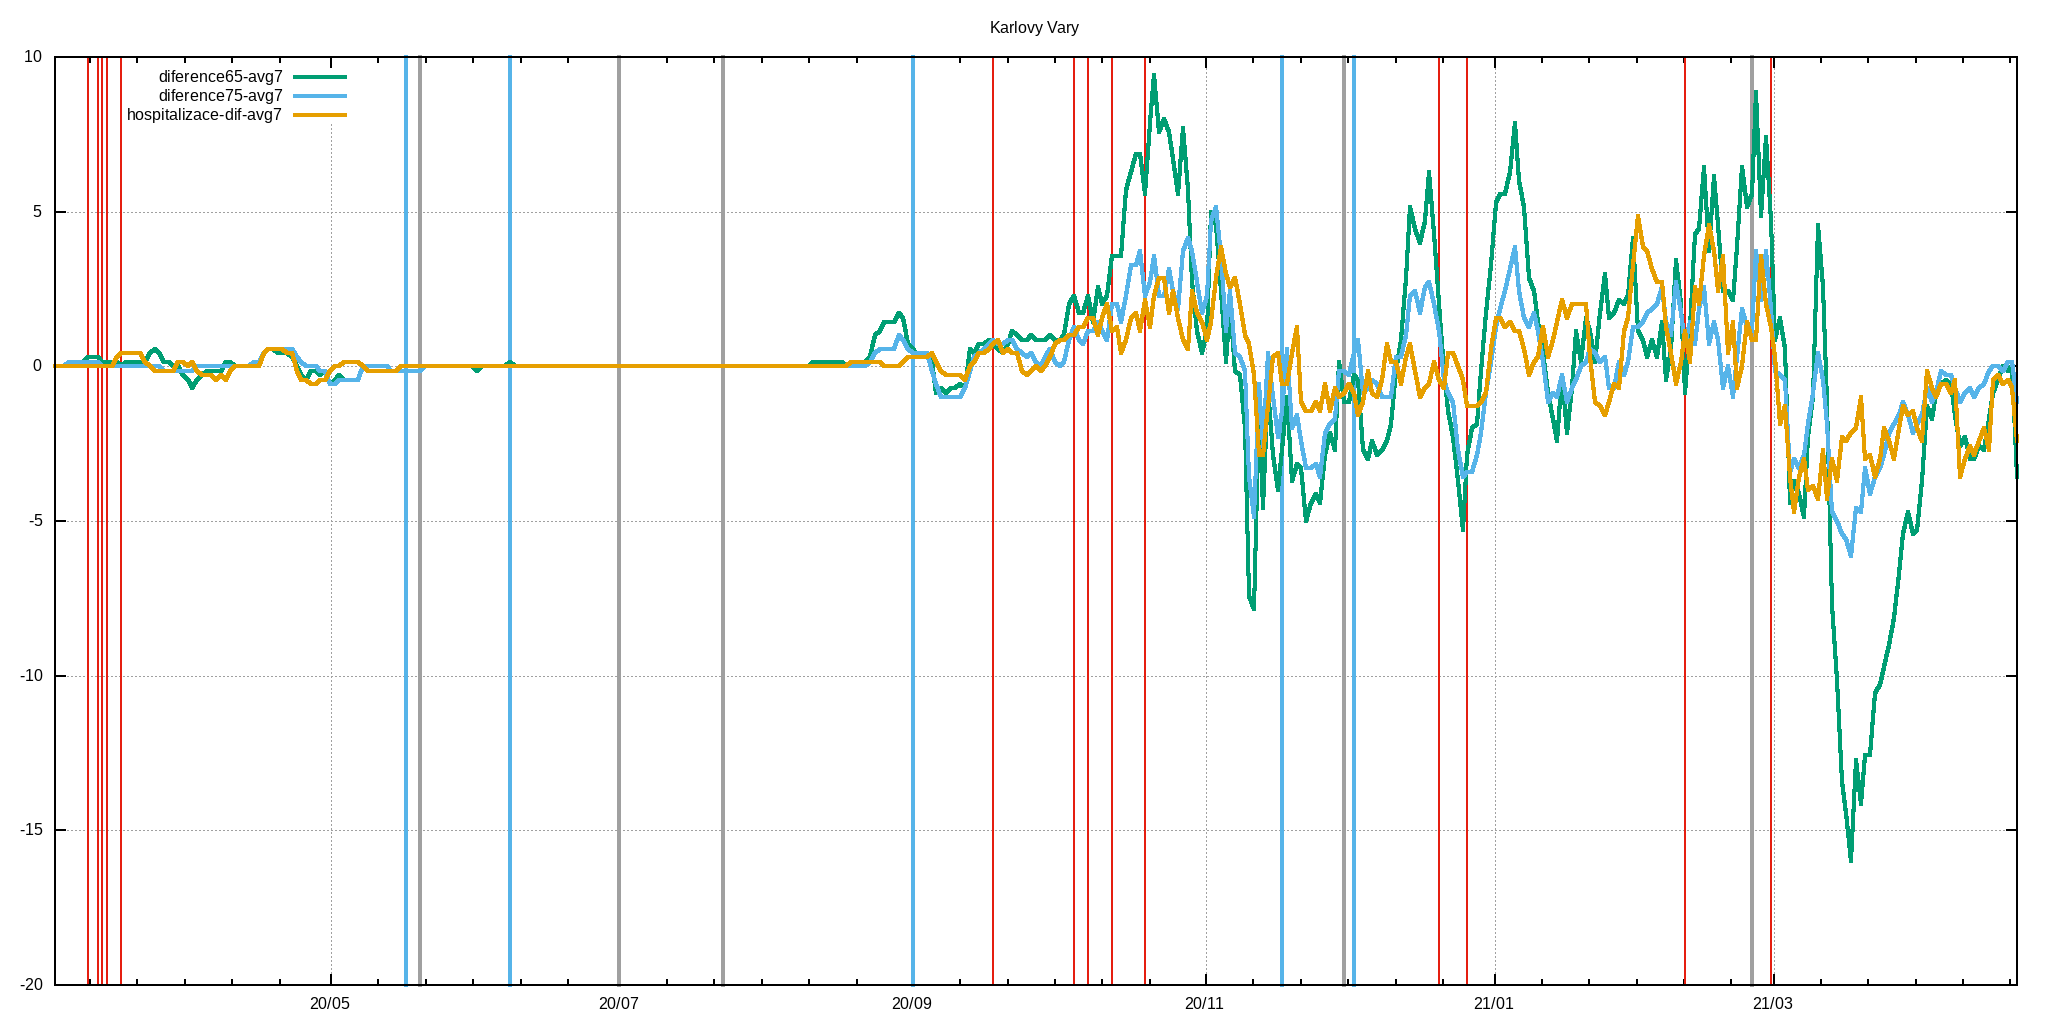 Karlovy Vary
10
diference65-avg7
diference75-avg7
hospitalizace-dif-avg7
5
0
-5
-10
-15
-20
20/05 20/07 20/09 20/11 21/01 21/03